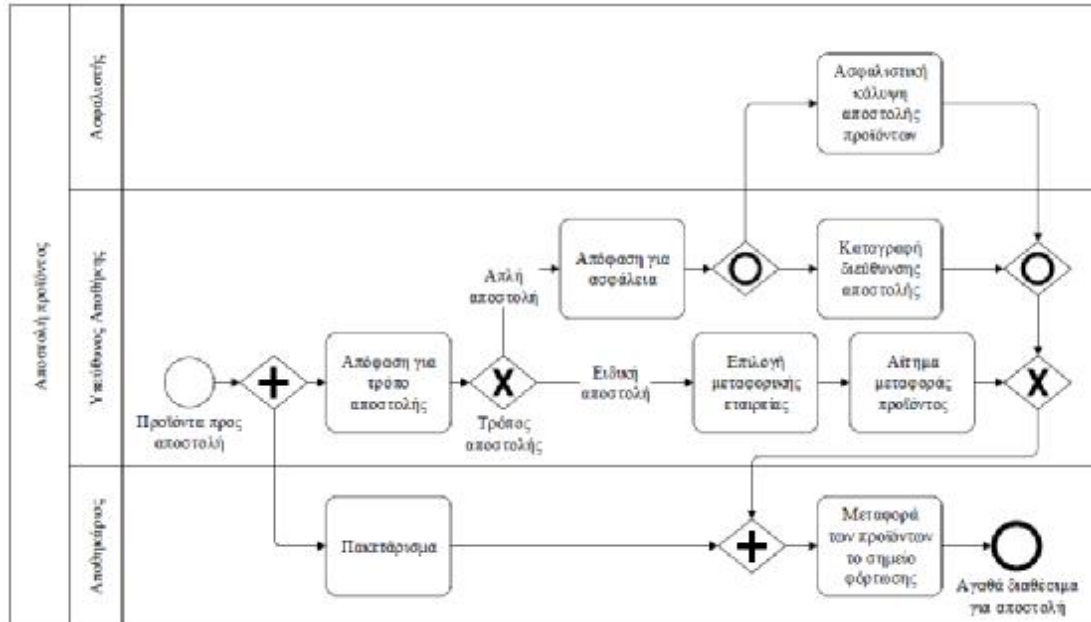 Αποστολή προϊόντος
Ασφαλιστής
Ασφαλιστική
κάλυψη
αποστολής
προϊόντων
Υπεύθυνος Αποθήκης
Απόφαση για
ασφάλεια
Καταγραφή
διεύθυνσης
αποστολής
Απλή
αποστολή
Προϊόντα προς
αποστολή
Απόφαση για
τρόπο
αποστολής
Τρόπος
αποστολής
Ειδική
αποστολή
Επιλογή
μεταφορικής
εταιρείας
Αίτημα
μεταφοράς
προϊόντος
Αποθηκάριος
Πακετάρισμα
Μεταφορά
των προϊόντων
το σημείο
φόρτωσης
Αγαθά διαθέσιμα
για αποστολή